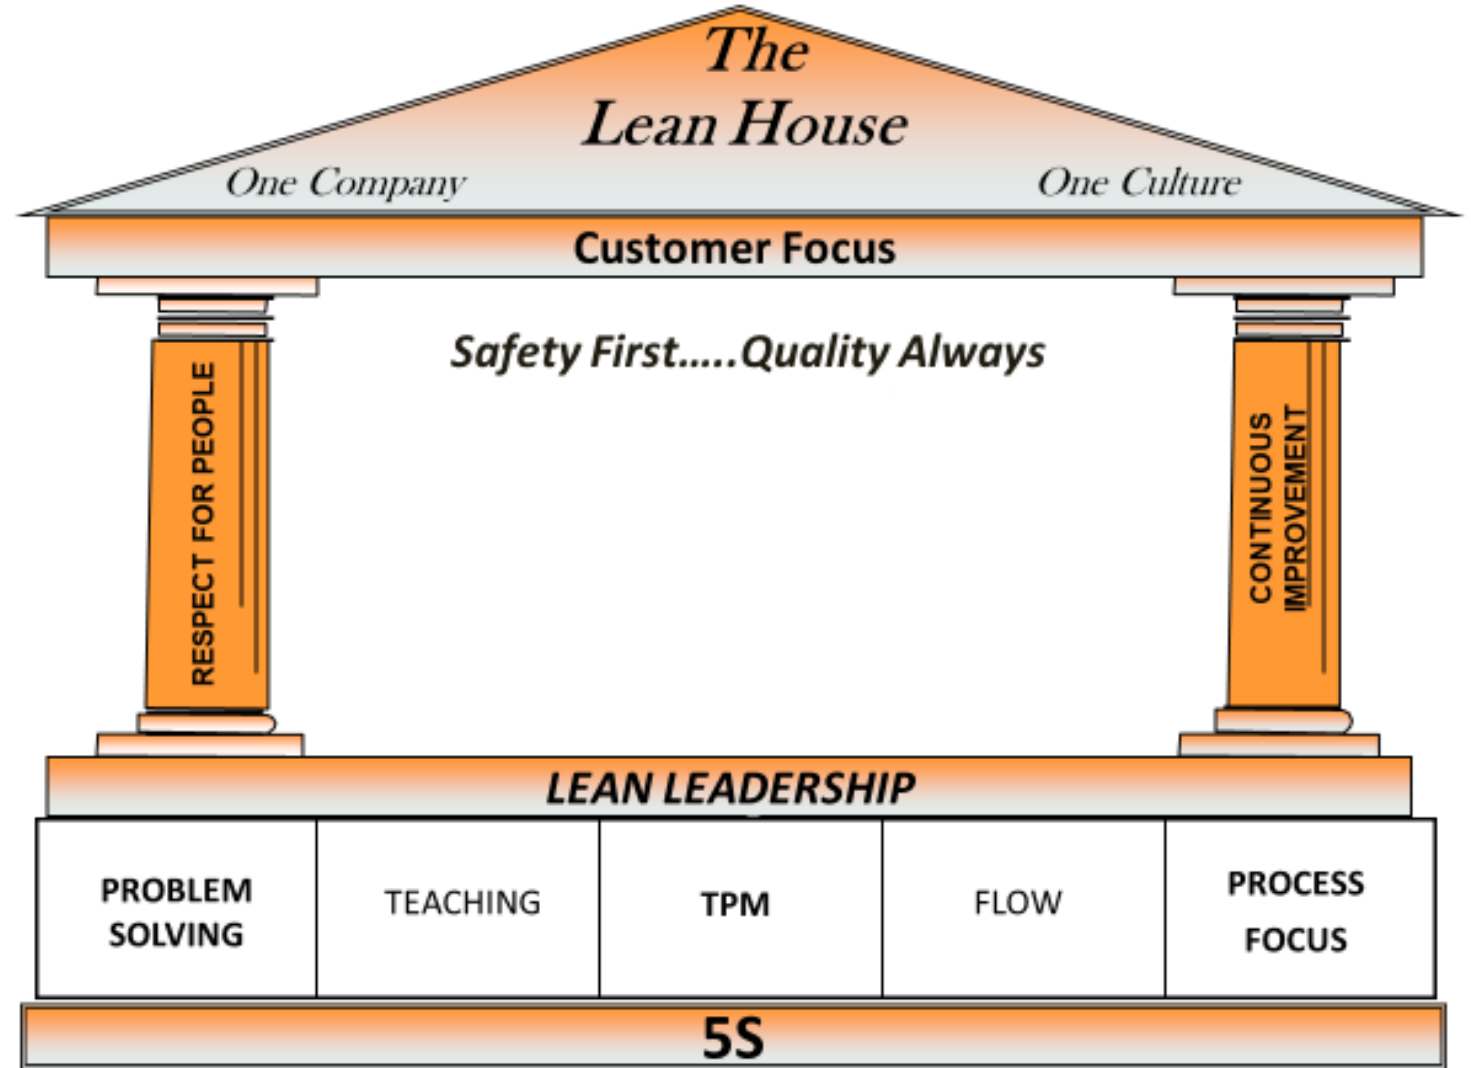 The
Lean House
One Company One Culture
Customer Focus
Safety First.....Quality Always
RESPECT FOR PEOPLE
CONTINUOUS
IMPROVEMENT
LEAN LEADERSHIP
PROBLEM
SOLVING
TEACHING
TPM
FLOW
PROCESS
FOCUS
5S